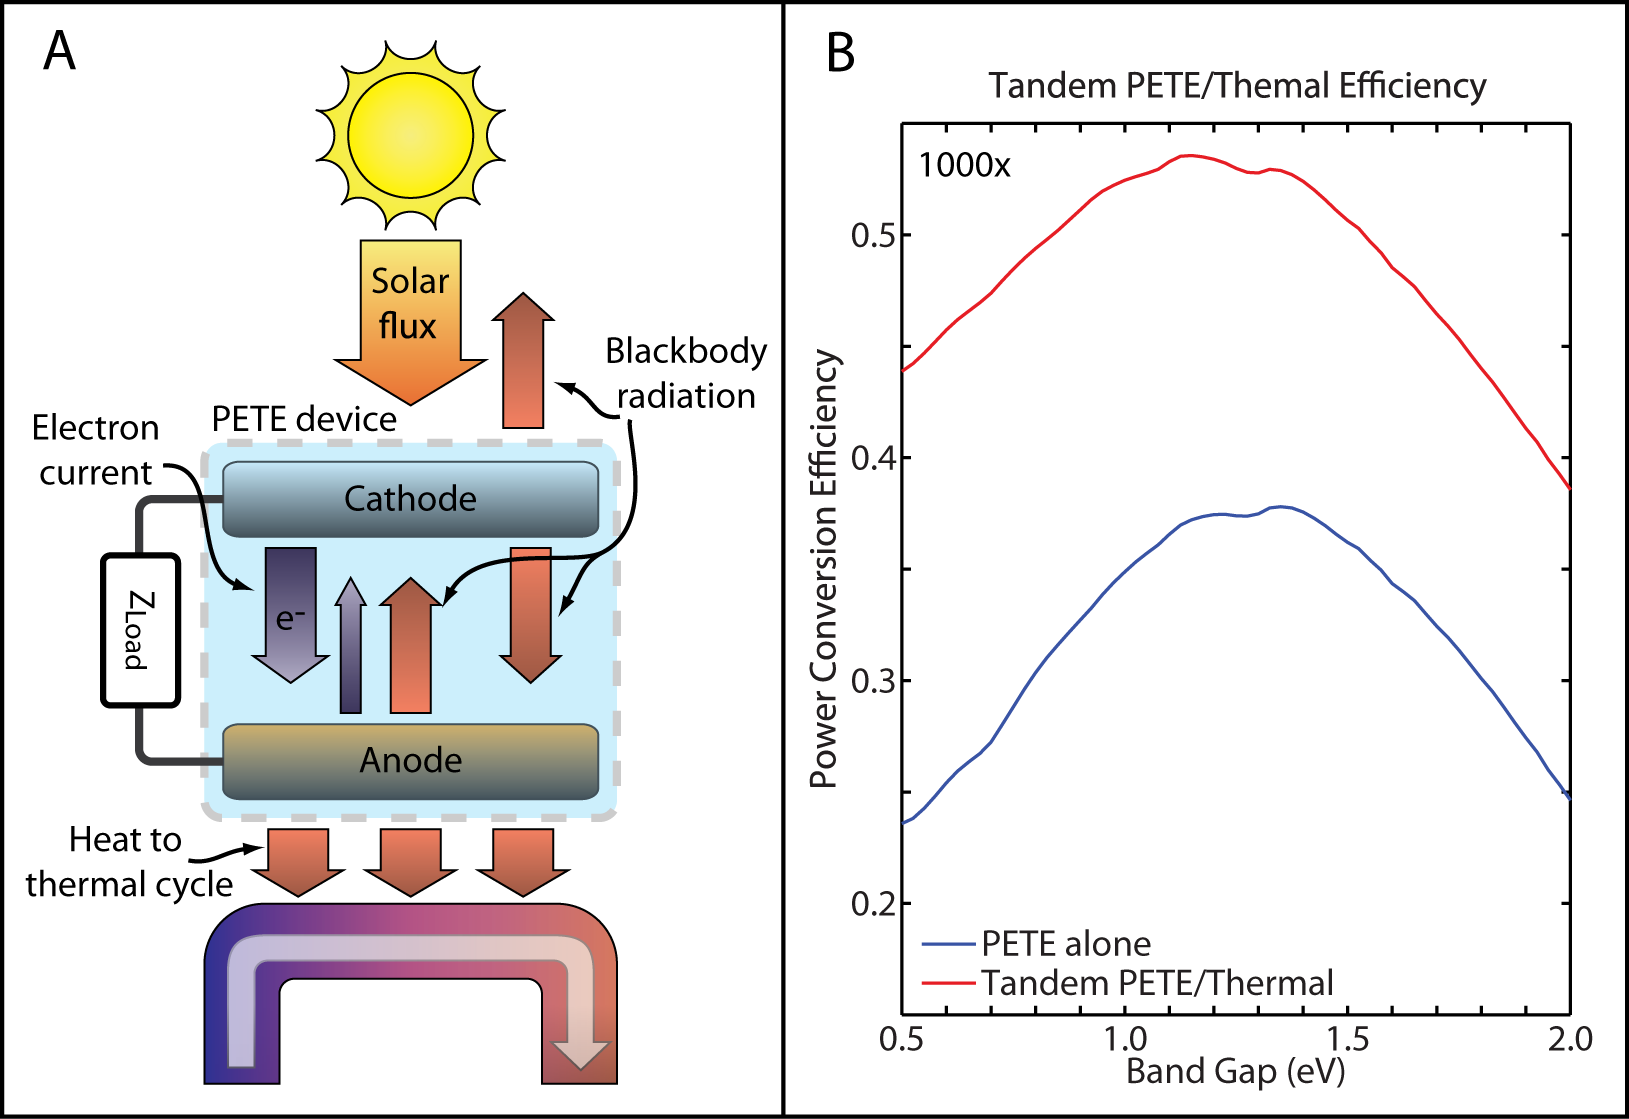 A
Solar
flux
Blackbody
radiation
PETE device
Electron
current
Cathode
e-
ZLoad
Anode
Heat to
thermal cycle
B
Tandem PETE/Themal Efficiency
1000x
0.5
0.4
0.3
0.2
Power Conversion Efficiency
PETE alone
Tandem PETE/Thermal
0.5 1.0 1.5 2.0
Band Gap (eV)